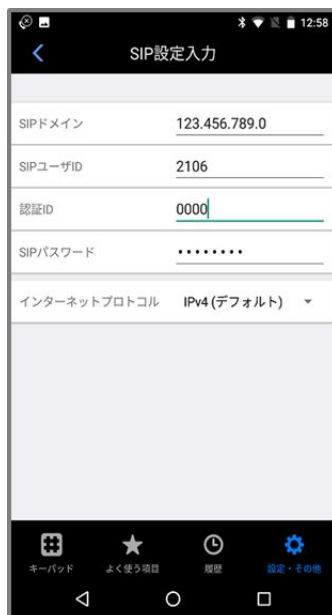 12:58
SIP設定入力
SIPドメイン 123.456.789.0
SIPユーザID 2106
認証ID 0000
SIPパスワード ••••••••
インターネットプロトコル IPv4 (デフォルト)
キーパッド よく使う項目 履歴 設定・その他